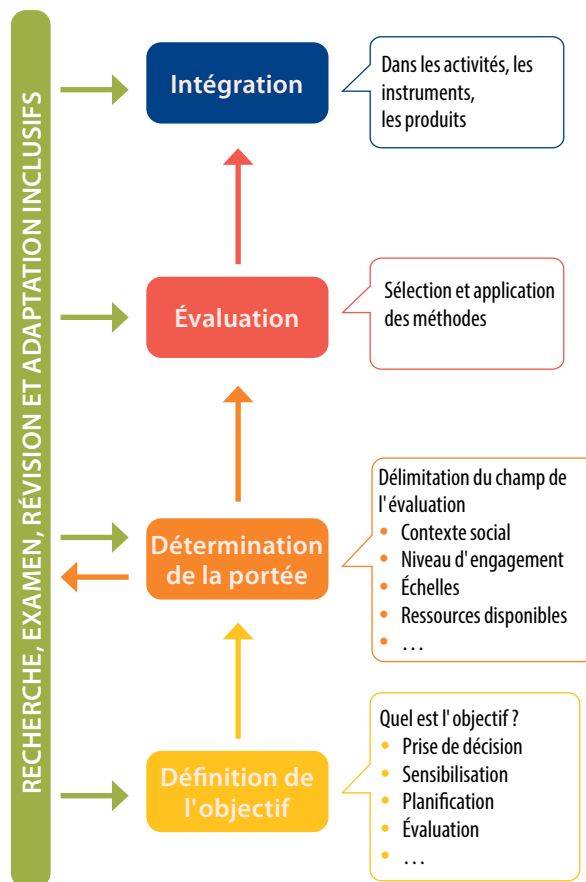 RECHERCHE, EXAMEN, RÉVISION ET ADAPTATION INCLUSIFS
Intégration
Dans les activités, les
instruments,
les produits
Évaluation
Sélection et application
des méthodes
Détermination
de la portée
Délimitation du champ de
l'évaluation
• Contexte social
• Niveau d'engagement
• Échelles
• Ressources disponibles
• …
Définition de
l'objectif
Quel est l'objectif ?
• Prise de décision
• Sensibilisation
• Planification
• Évaluation
• …